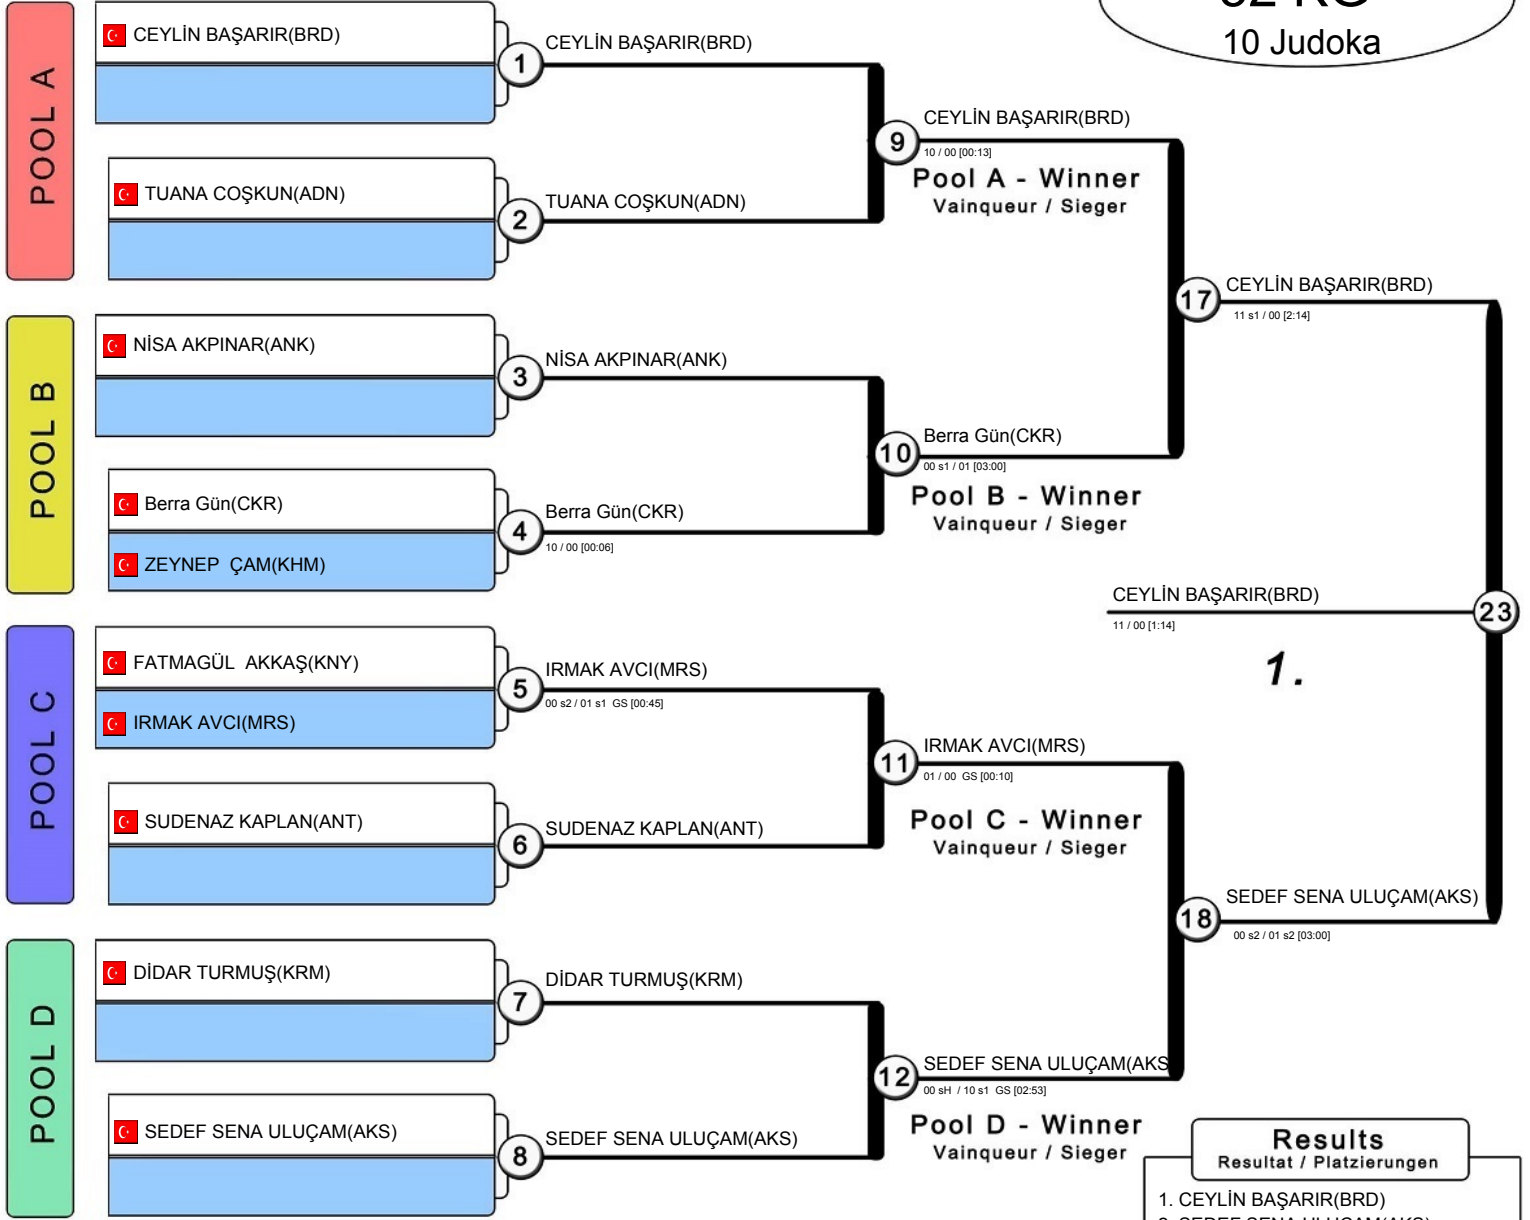 10 Judoka
POOL A
CEYLİN BAŞARIR(BRD)
1
CEYLİN BAŞARIR(BRD)
TUANA COŞKUN(ADN)
2
TUANA COŞKUN(ADN)
9
CEYLİN BAŞARIR(BRD)
10 / 00 [00:13]
Pool A - Winner
Vainqueur / Sieger
POOL B
NİSA AKPINAR(ANK)
3
NİSA AKPINAR(ANK)
Berra Gün(CKR)
ZEYNEP ÇAM(KHM)
4
Berra Gün(CKR)
10 / 00 [00:06]
10
Berra Gün(CKR)
00 s1 / 01 [03:00]
Pool B - Winner
Vainqueur / Sieger
17
CEYLİN BAŞARIR(BRD)
11 s1 / 00 [2:14]
POOL C
FATMAGÜL AKKAŞ(KNY)
IRMAK AVCI(MRS)
5
IRMAK AVCI(MRS)
00 s2 / 01 s1 GS [00:45]
SUDENAZ KAPLAN(ANT)
6
SUDENAZ KAPLAN(ANT)
11
IRMAK AVCI(MRS)
01 / 00 GS [00:10]
Pool C - Winner
Vainqueur / Sieger
POOL D
DİDAR TURMUŞ(KRM)
7
DİDAR TURMUŞ(KRM)
SEDEF SENA ULUÇAM(AKS)
8
SEDEF SENA ULUÇAM(AKS)
12
SEDEF SENA ULUÇAM(AKS
00 sH / 10 s1 GS [02:53]
Pool D - Winner
Vainqueur / Sieger
18
SEDEF SENA ULUÇAM(AKS)
00 s2 / 01 s2 [03:00]
CEYLİN BAŞARIR(BRD)
11 / 00 [1:14]
23
1.
Results
Resultat / Platzierungen
1. CEYLİN BAŞARIR(BRD)